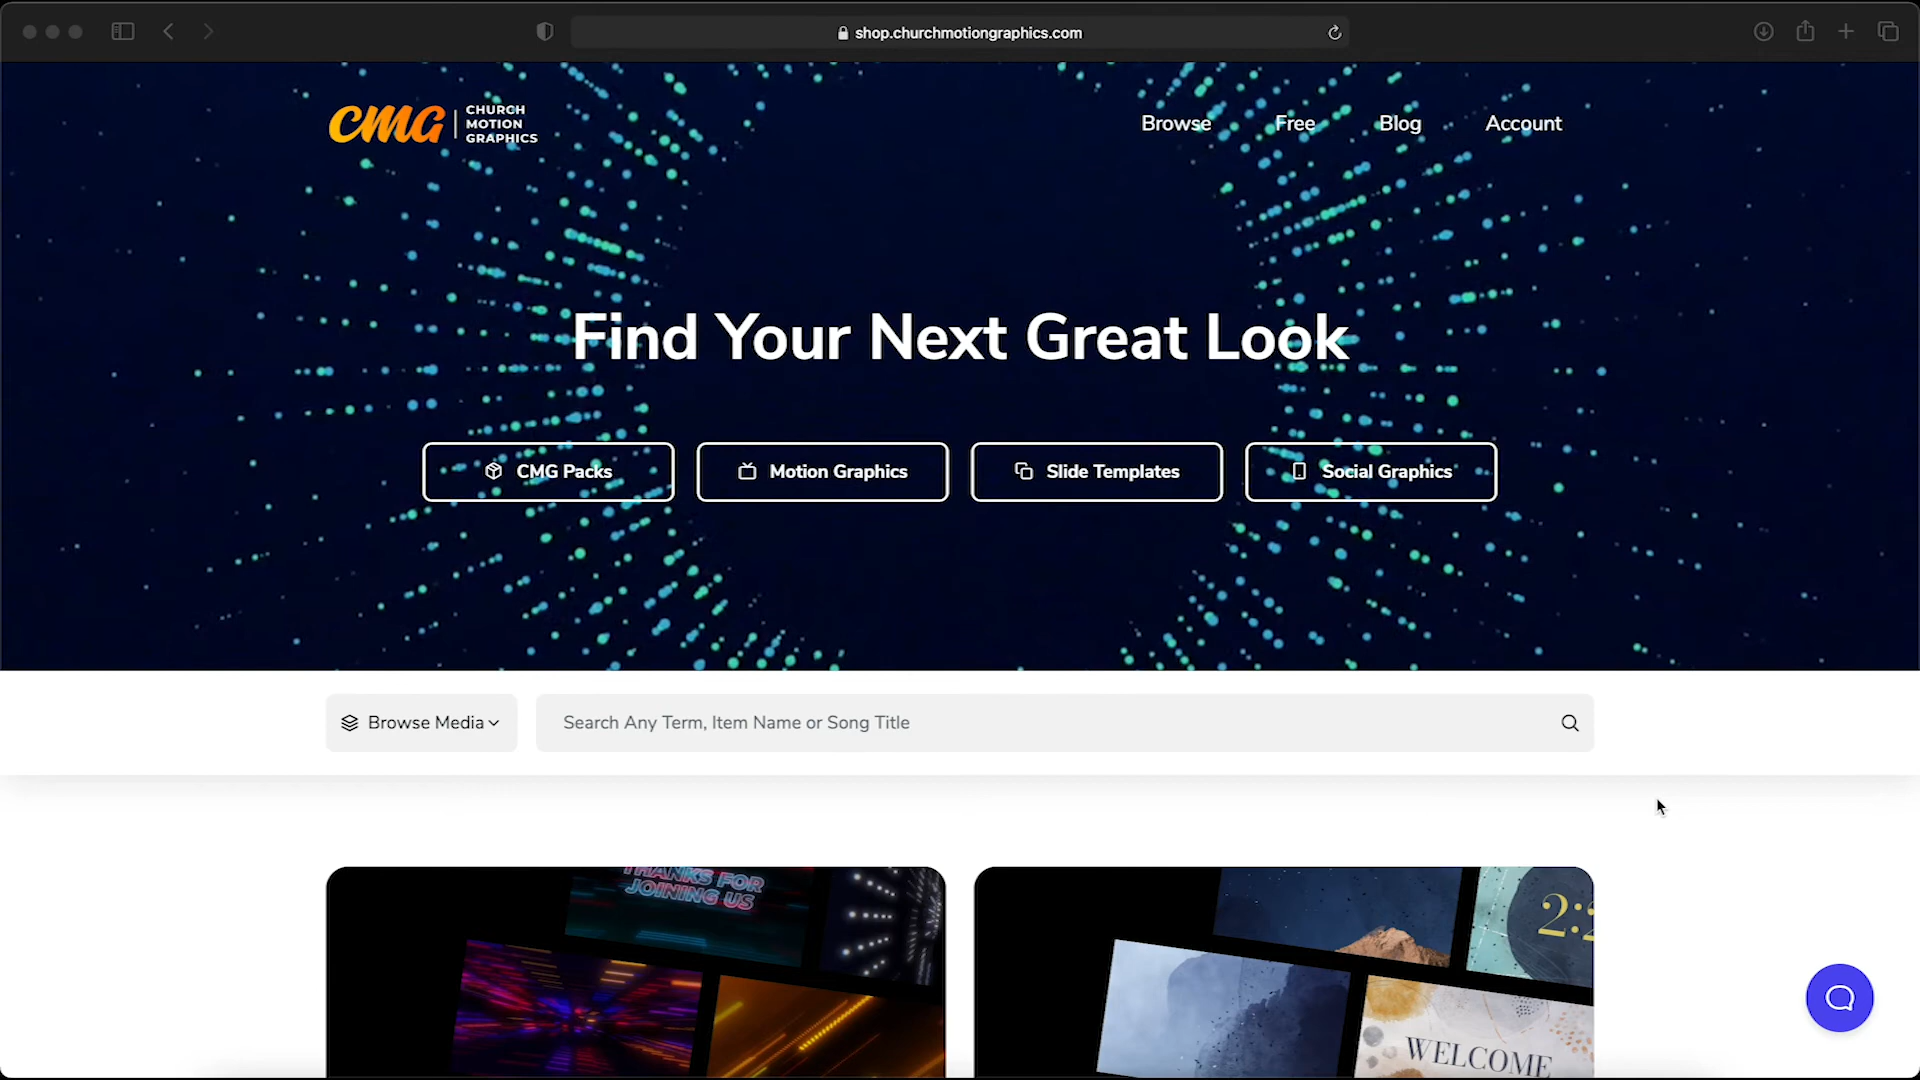 shop.churchmotiongraphics.com
CMG
CHURCH
MOTION
GRAPHICS
Browse
Free
Blog
Account
Find Your Next Great Look
CMG Packs
Motion Graphics
Slide Templates
Social Graphics
Browse Media
Search Any Term, Item Name or Song Title
THANKS FOR
JOINING US
WELCOME